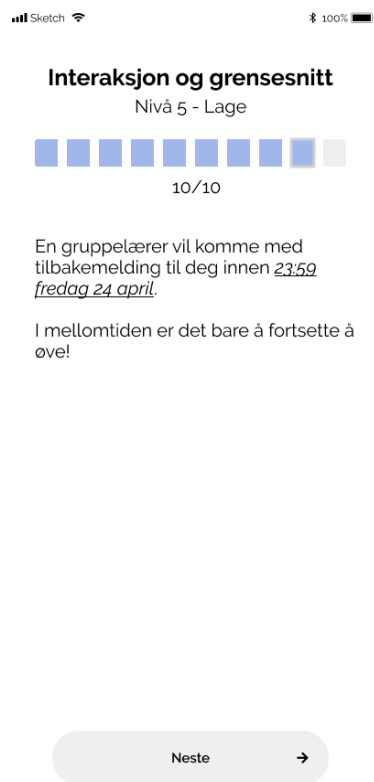 Sketch 100%
Interaksjon og grensesnitt
Nivå 5 - Lage
10/10
En gruppelærer vil komme med
tilbakemelding til deg innen 23:59
fredag 24 april.
I mellomtiden er det bare å fortsette å
øve!
Neste →